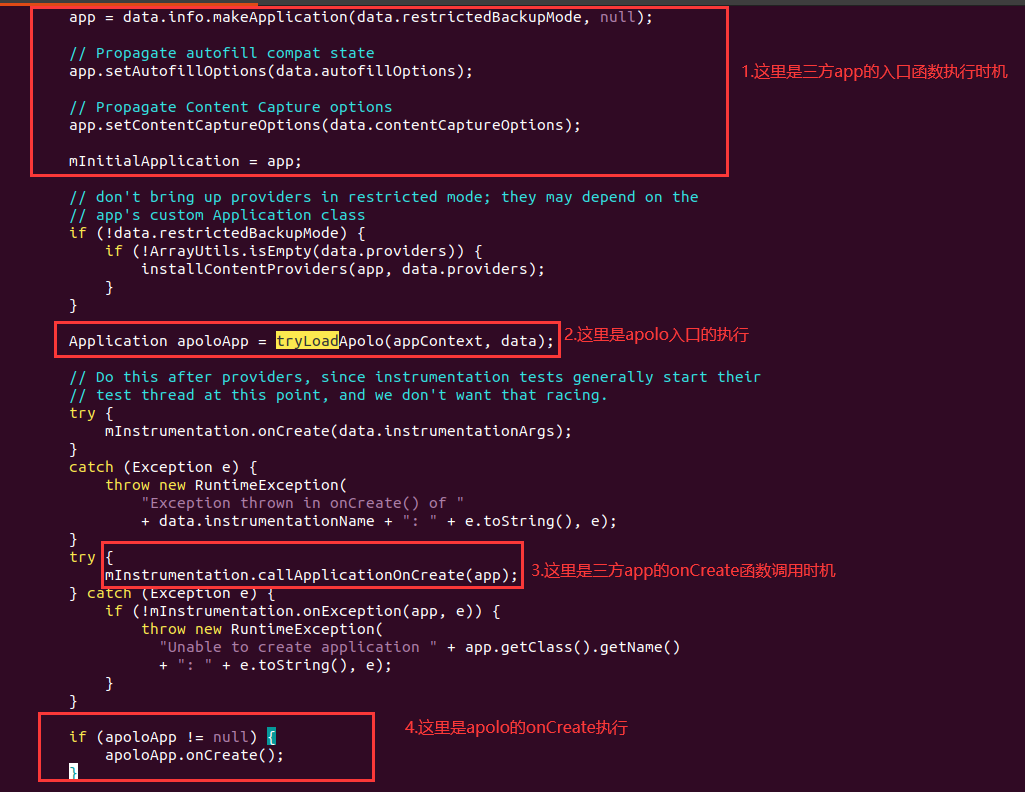 app = data.info.makeApplication(data.restrictedBackupMode, null);
// Propagate autofill compat state
app.setAutofillOptions(data.autofillOptions);
1.这里是三方app的入口函数执行时机
// Propagate Content Capture options
app.setContentCaptureOptions(data.contentCaptureOptions);
mInitialApplication = app;
// don't bring up providers in restricted mode; they may depend on the
// app's custom Application class
if (!data.restrictedBackupMode) {
if (!ArrayUtils.isEmpty(data.providers)) {
installContentProviders(app, data.providers);
}
}
Application apoloApp = tryLoadApolo(appContext, data);
2.这里是apolo入口的执行
// Do this after providers, since instrumentation tests generally start their
// test thread at this point, and we don't want that racing.
try {
mInstrumentation.onCreate(data.instrumentationArgs);
}
catch (Exception e) {
throw new RuntimeException(
"Exception thrown in onCreate() of "
+ data.instrumentationName + ": " + e.toString(), e);
}
try {
mInstrumentation.callApplicationOnCreate(app);
3.这里是三方app的onCreate函数调用时机
} catch (Exception e) {
if (!mInstrumentation.onException(app, e)) {
throw new RuntimeException(
"Unable to create application " + app.getClass().getName()
+ ": " + e.toString(), e);
}
}
4.这里是apolo的onCreate执行
if (apoloApp != null) {
apoloApp.onCreate();
}